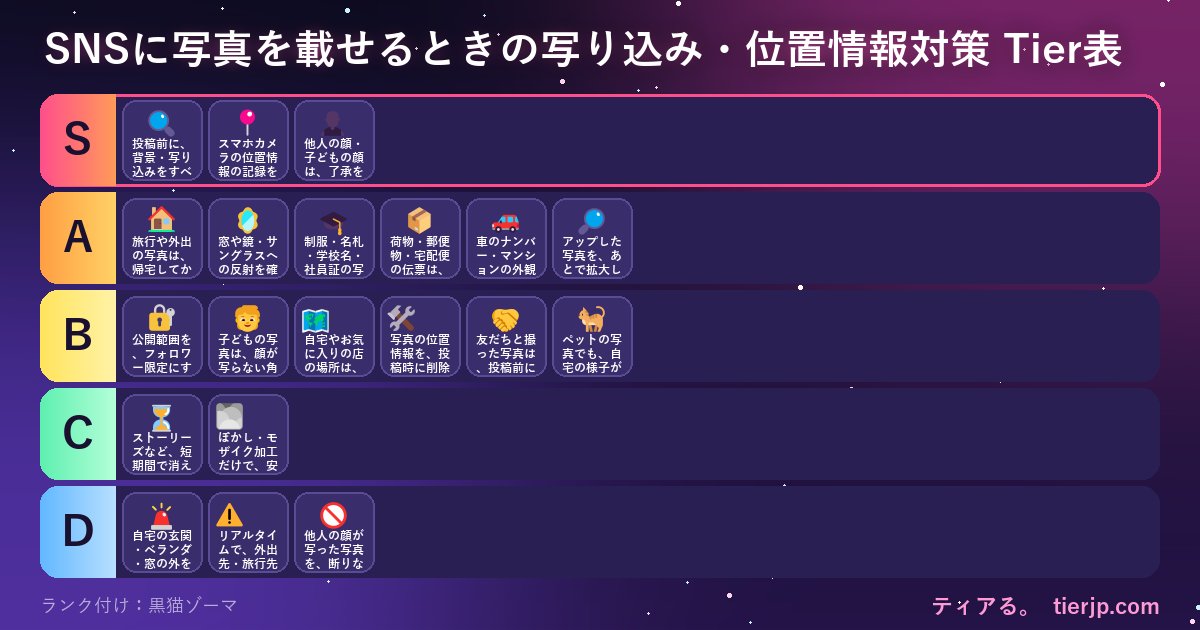 SNSに写真を載せるときの写り込み・位置情報対策 Tier表
S
投稿前に、
背景・写り
込みをすべ
スマホカメ
ラの位置情
報の記録を
他人の顔・
子どもの顔
は、了承を
A
旅行や外出
の写真は、
帰宅してか
窓や鏡・サ
ングラスへ
の反射を確
制服・名札
・学校名・
社員証の写
荷物・郵便
物・宅配便
の伝票は、
車のナンバ
ー・マンシ
ョンの外観
アップした
写真を、あ
とで拡大し
B
公開範囲を
、フォロワ
ー限定にす
子どもの写
真は、顔が
写らない角
自宅やお気
に入りの店
の場所は、
写真の位置
情報を、投
稿時に削除
友だちと撮
った写真は
、投稿前に
ペットの写
真でも、自
宅の様子が
C
ストーリー
ズなど、短
期間で消え
ぼかし・モ
ザイク加工
だけで、安
D
自宅の玄関
・ベランダ
・窓の外を
リアルタイ
ムで、外出
先・旅行先
他人の顔が
写った写真
を、断りな
ランク付け：黒猫ゾーマ
ティアる。 tierjp.com